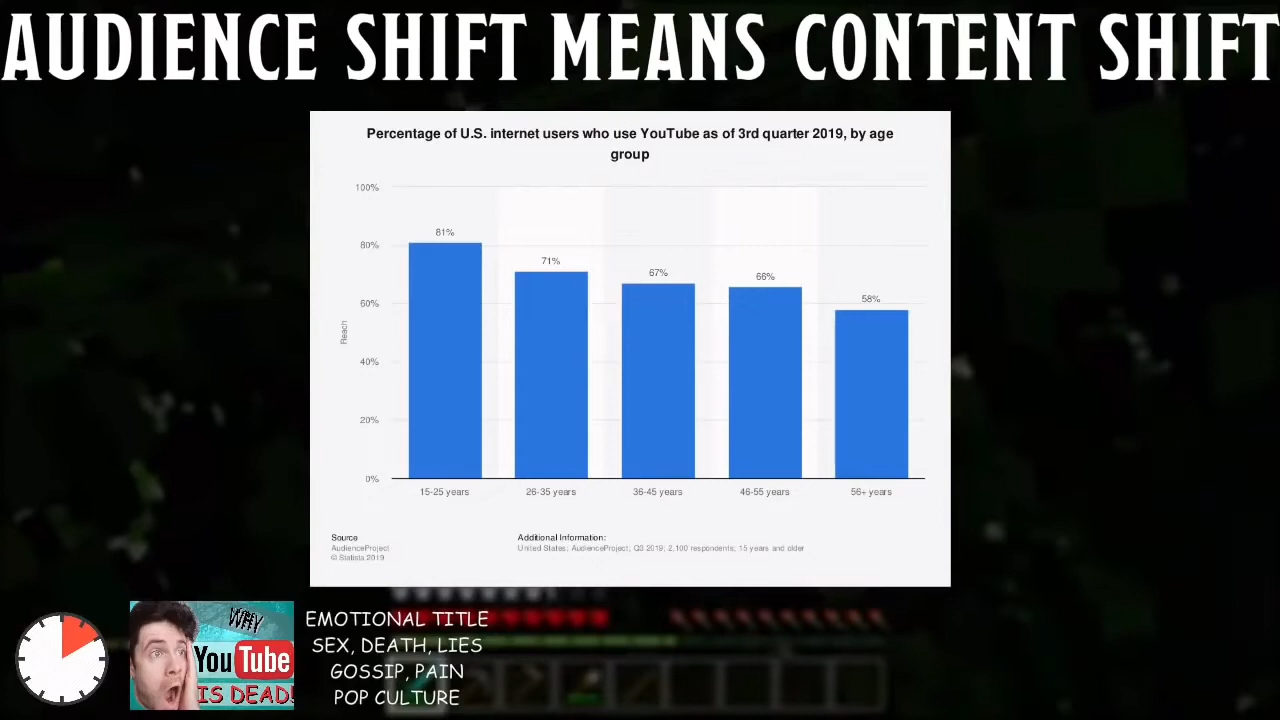 AUDIENCE SHIFT MEANS CONTENT SHIFT
Percentage of U.S. internet users who use YouTube as of 3rd quarter 2019, by age
group
100%
80%
60%
40%
20%
0%
Reach
81%
71%
67%
66%
58%
15-25 years
26-35 years
36-45 years
46-55 years
56+ years
Source
AudienceProject
© Statista 2019
Additional Information:
United States; AudienceProject; Q3 2019; 2,100 respondents; 15 years and older
WHY
YouTube
IS DEAD!
EMOTIONAL TITLE
SEX, DEATH, LIES
GOSSIP, PAIN
POP CULTURE